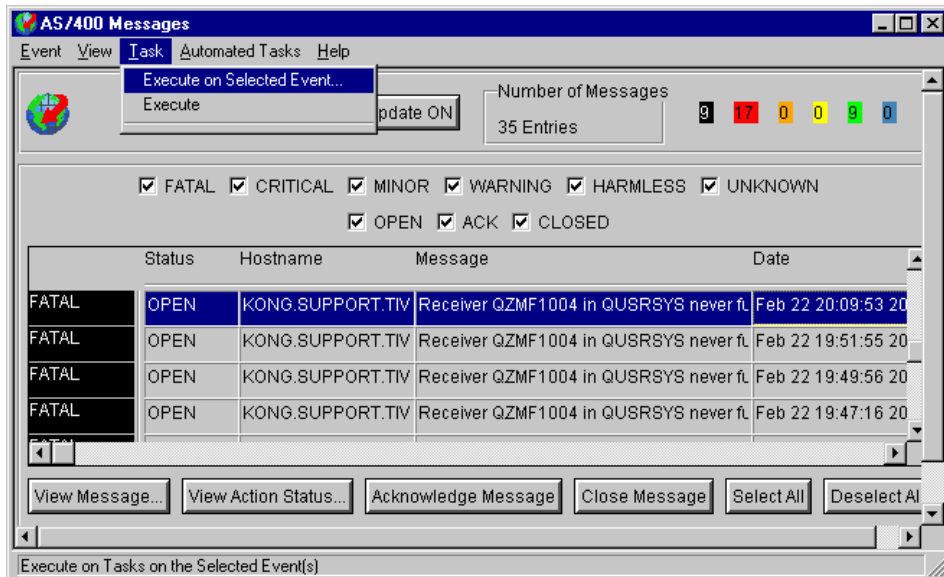 AS/400 Messages
Event View Task Automated Tasks Help
Execute on Selected Event...
Execute
pdate ON
Number of Messages
35 Entries
9 17 0 0 9 0
FATAL CRITICAL MINOR WARNING HARMLESS UNKNOWN
OPEN ACK CLOSED
Status Hostname Message Date
FATAL OPEN KONG.SUPPORT.TIV Receiver QZMF1004 in QUSRSYS never fu Feb 22 20:09:53 20
FATAL OPEN KONG.SUPPORT.TIV Receiver QZMF1004 in QUSRSYS never fu Feb 22 19:51:55 20
FATAL OPEN KONG.SUPPORT.TIV Receiver QZMF1004 in QUSRSYS never fu Feb 22 19:49:56 20
FATAL OPEN KONG.SUPPORT.TIV Receiver QZMF1004 in QUSRSYS never fu Feb 22 19:47:16 20
FATAL
View Message... View Action Status... Acknowledge Message Close Message Select All Deselect Al
Execute on Tasks on the Selected Event(s)